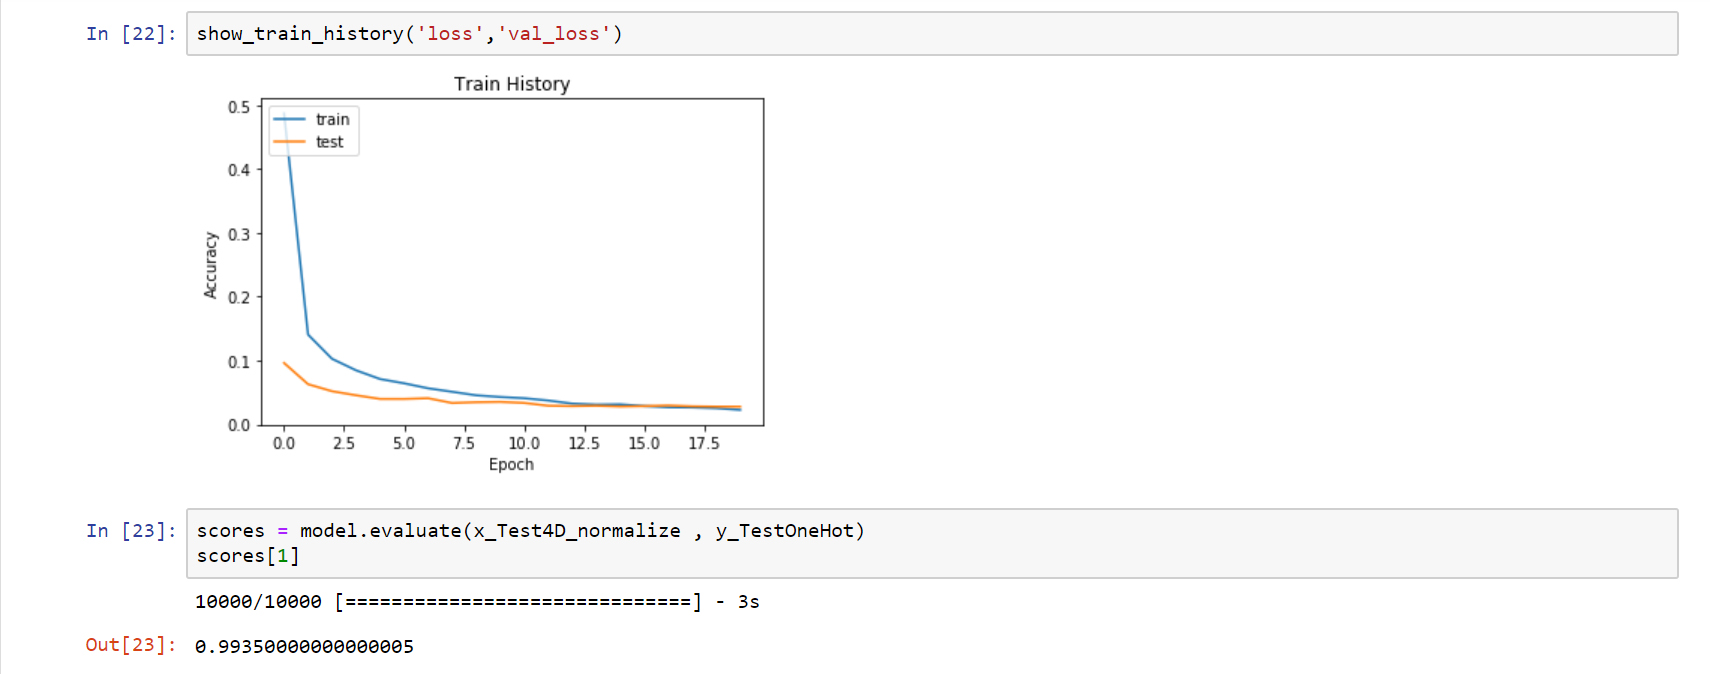 In [22]: show_train_history('loss','val_loss')
Train History
train
test
0.5
0.4
0.3
0.2
0.1
0.0
Accuracy
0.0 2.5 5.0 7.5 10.0 12.5 15.0 17.5
Epoch
In [23]: scores = model.evaluate(x_Test4D_normalize , y_TestOneHot)
scores[1]
10000/10000 [==============================] - 3s
Out[23]: 0.99350000000000005